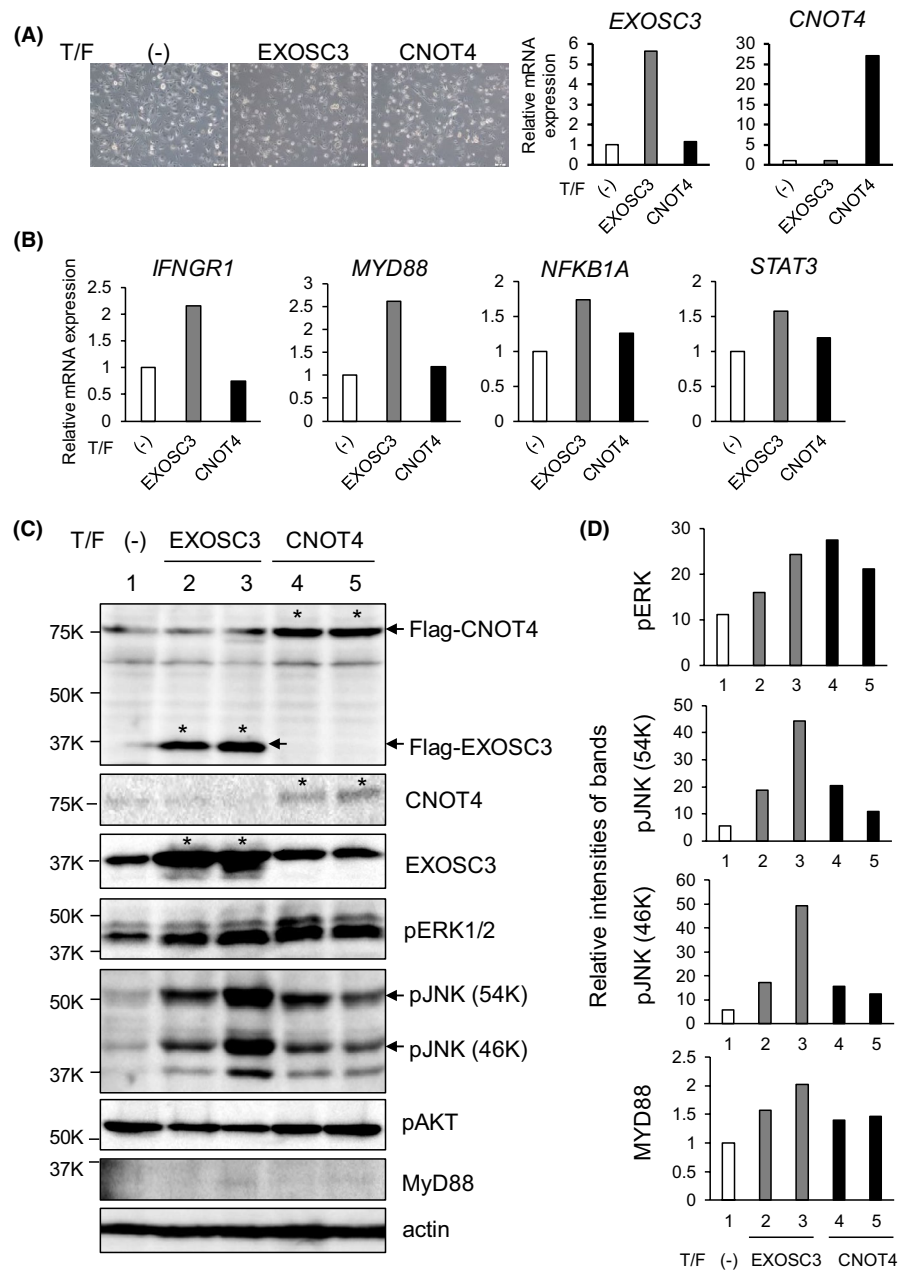 (A)
T/F (-) EXOSC3 CNOT4
EXOSC3
Relative mRNA expression
6
5
4
3
2
1
0
T/F (-) EXOSC3 CNOT4
CNOT4
30
25
20
15
10
5
0
(-) EXOSC3 CNOT4
(B)
IFNGR1
Relative mRNA expression
2.5
2
1.5
1
0.5
0
T/F (-) EXOSC3 CNOT4
MYD88
3
2.5
2
1.5
1
0.5
0
(-) EXOSC3 CNOT4
NFKB1A
2
1.5
1
0.5
0
(-) EXOSC3 CNOT4
STAT3
2
1.5
1
0.5
0
(-) EXOSC3 CNOT4
(C)
T/F (-) EXOSC3 CNOT4
1 2 3 4 5
* *
75K Flag-CNOT4
50K
* *
37K Flag-EXOSC3
* *
75K CNOT4
* *
37K EXOSC3
50K
pERK1/2
37K
50K pJNK (54K)
pJNK (46K)
37K
pAKT
50K
37K
MyD88
actin
(D)
Relative intensities of bands
pERK
30
20
10
0
1 2 3 4 5
pJNK (54K)
50
40
30
20
10
0
1 2 3 4 5
pJNK (46K)
60
50
40
30
20
10
0
1 2 3 4 5
MYD88
2.5
2
1.5
1
0.5
0
1 2 3 4 5
T/F (-) EXOSC3 CNOT4